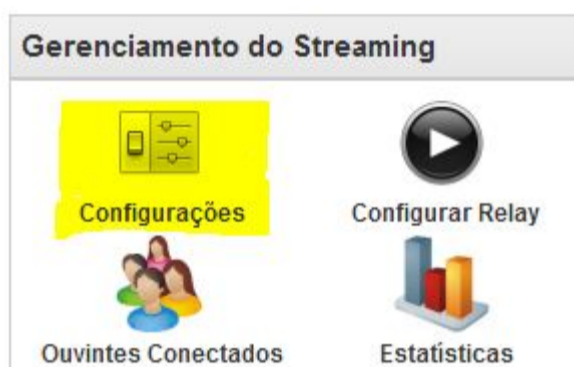 Gerenciamento do Streaming
Configurações
Configurar Relay
Ouvintes Conectados
Estatísticas